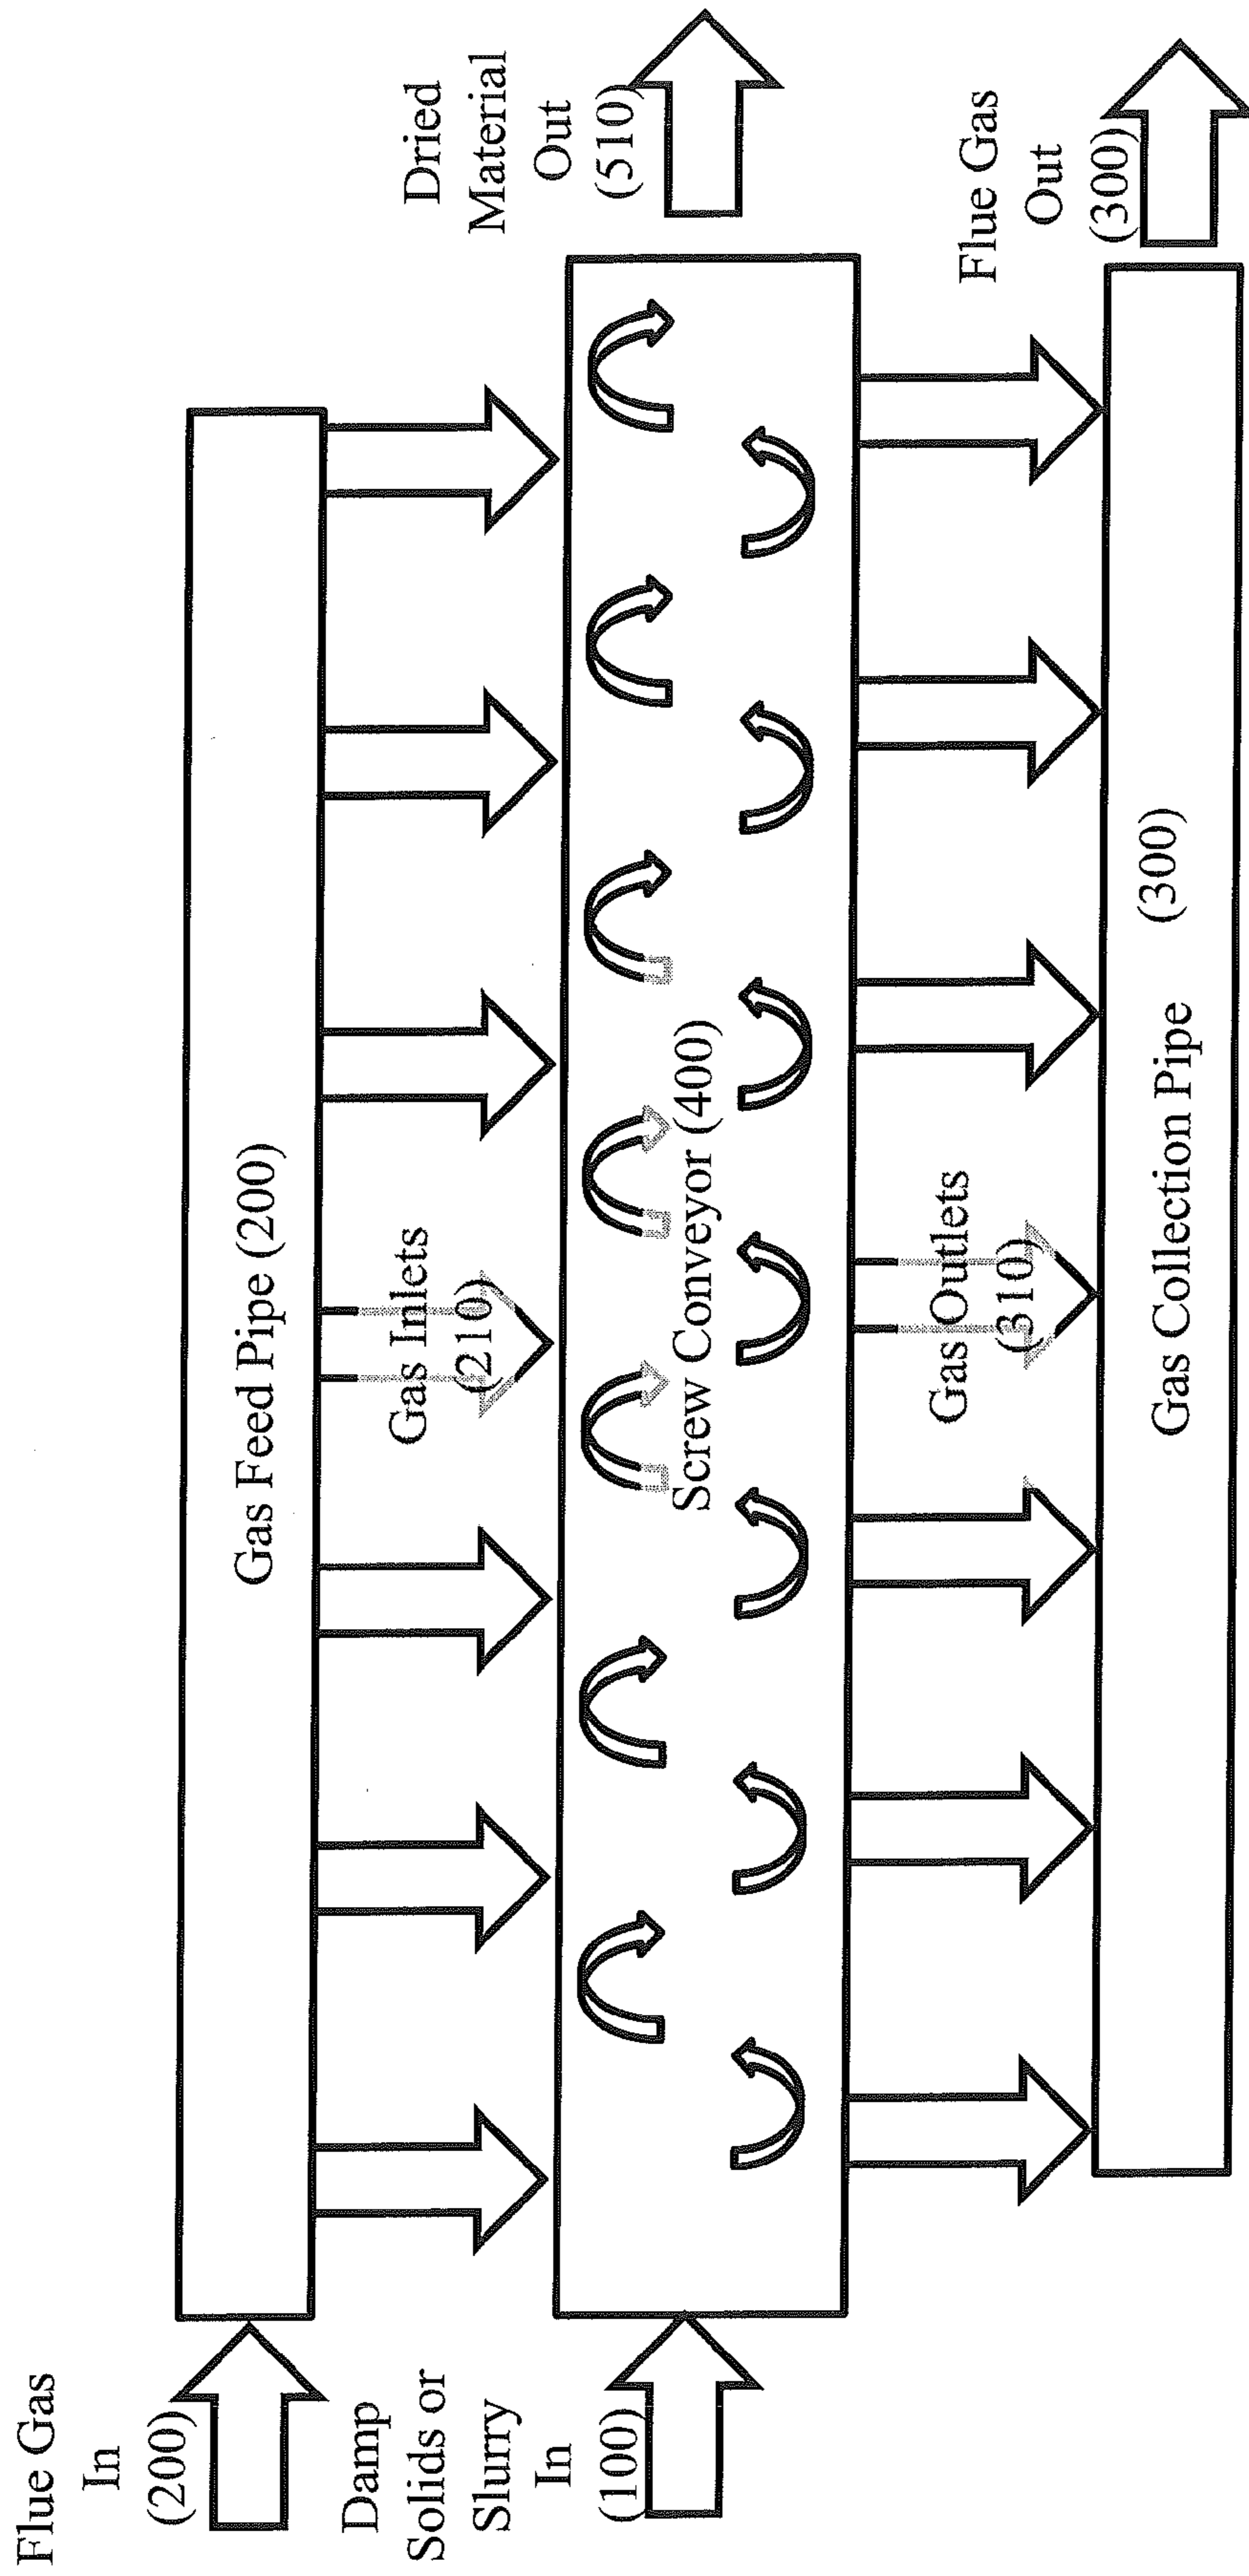 Flue Gas
In
(200)
Gas Feed Pipe (200)
Damp
Solids or
Slurry
In
(100)
Gas Inlets
(210)
Dried
Material
Out
(510)
Screw Conveyor (400)
Gas Outlets
(310)
Flue Gas
Out
(300)
Gas Collection Pipe (300)